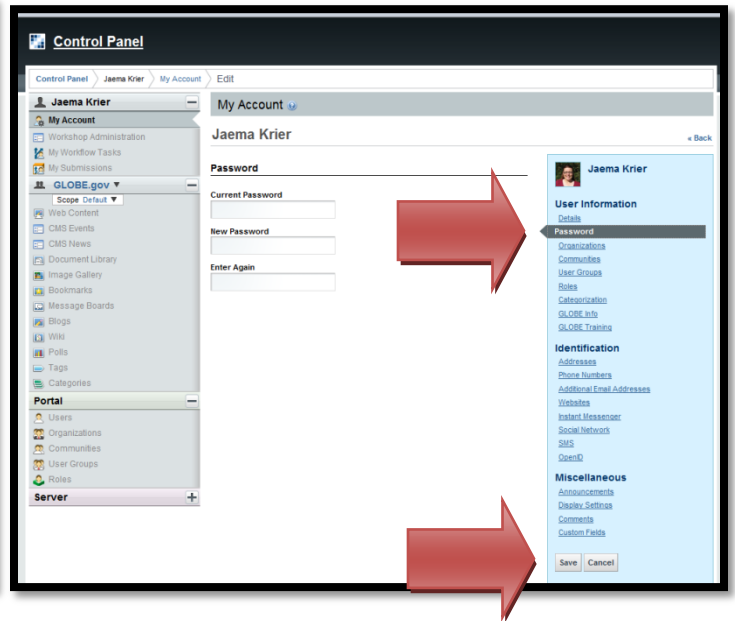 Control Panel
Control Panel Jaema Krier My Account Edit
Jaema Krier
My Account
Workshop Administration
My Workflow Tasks
My Submissions
GLOBE.gov ▼
Scope Default ▼
Web Content
CMS Events
CMS News
Document Library
Image Gallery
Bookmarks
Message Boards
Blogs
Wiki
Polls
Tags
Categories
Portal
Users
Organizations
Communities
User Groups
Roles
Server
My Account
Jaema Krier
« Back
Password
Current Password
New Password
Enter Again
Jaema Krier
User Information
Details
Password
Organizations
Communities
User Groups
Roles
Categorization
GLOBE Info
GLOBE Training
Identification
Addresses
Phone Numbers
Additional Email Addresses
Websites
Instant Messenger
Social Network
SMS
OpenID
Miscellaneous
Announcements
Display Settings
Comments
Custom Fields
Save Cancel